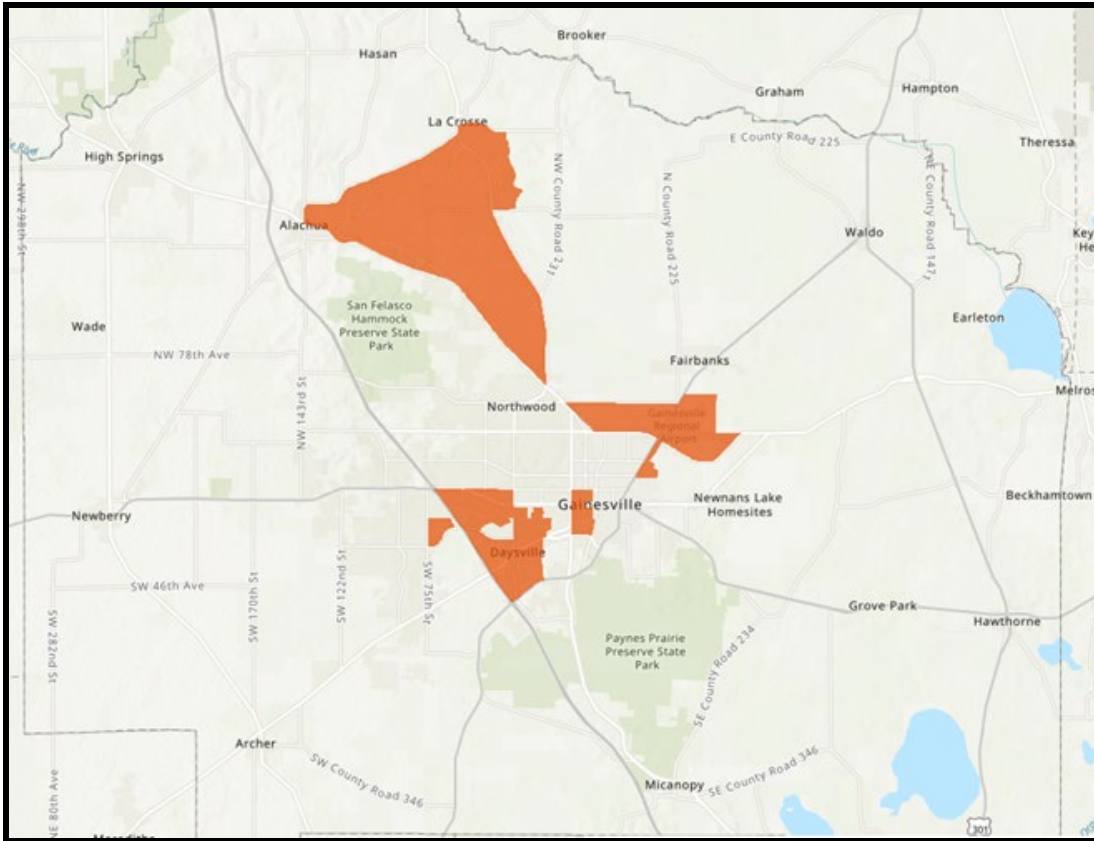 Brooker
Hasan
Graham
Hampton
La Crosse
E County Road 225
Theressa
High Springs
NW 298th St
NW County Road 2
N County Road 225
NE County Road 1471
Alachua
Waldo
San Felasco
Hammock
Preserve State
Park
Earleton
Wade
NW 78th Ave
NW 143rd St
Fairbanks
Northwood
Gainesville
Regional
Airport
Newberry
Gainesville
Newnans Lake
Homesites
Beckhamtown
Daysville
SW 46th Ave
SW 170th St
SW 122nd St
SW 75th St
SW 282nd St
Grove Park
Hawthorne
Paynes Prairie
Preserve State
Park
SE County Road 234
Archer
SW County Road 346
Micanopy
SE County Road 346
NE 80th Ave
301